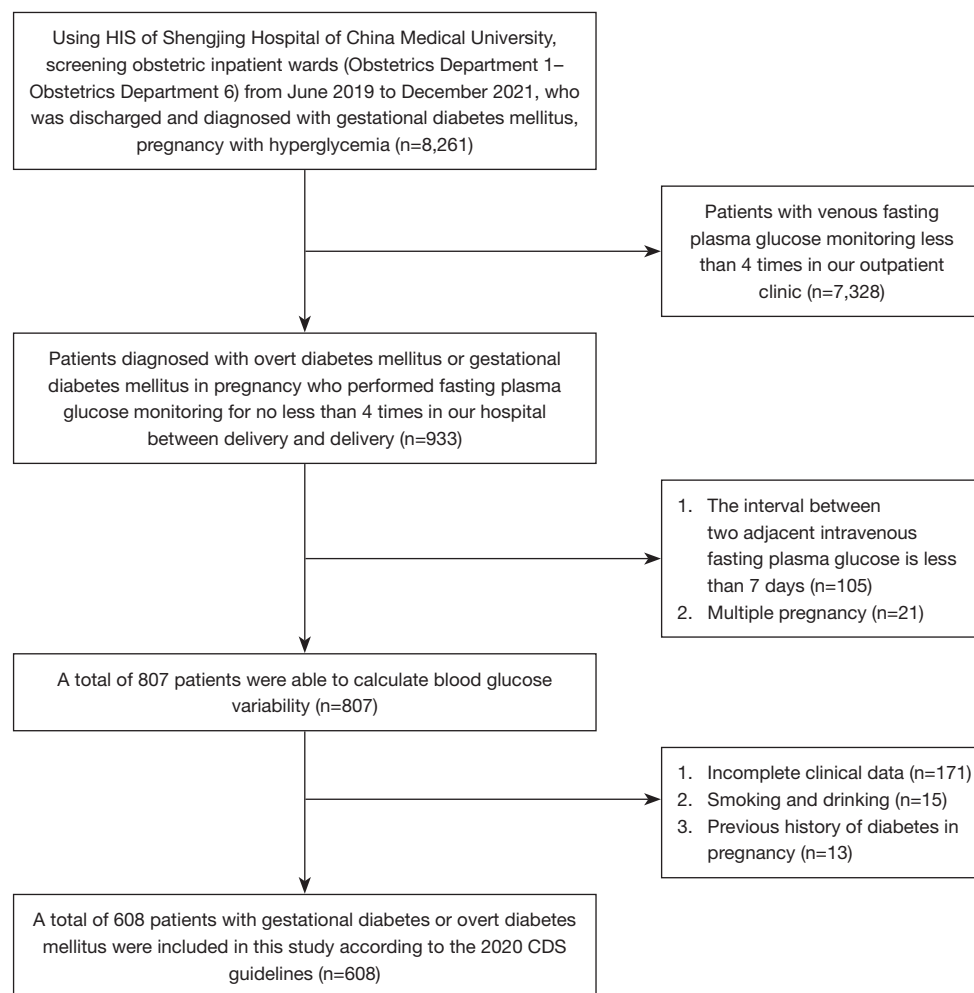 Using HIS of Shengjing Hospital of China Medical University,
screening obstetric inpatient wards (Obstetrics Department 1–
Obstetrics Department 6) from June 2019 to December 2021, who
was discharged and diagnosed with gestational diabetes mellitus,
pregnancy with hyperglycemia (n=8,261)
Patients with venous fasting
plasma glucose monitoring less
than 4 times in our outpatient
clinic (n=7,328)
Patients diagnosed with overt diabetes mellitus or gestational
diabetes mellitus in pregnancy who performed fasting plasma
glucose monitoring for no less than 4 times in our hospital
between delivery and delivery (n=933)
1. The interval between
two adjacent intravenous
fasting plasma glucose is less
than 7 days (n=105)
2. Multiple pregnancy (n=21)
A total of 807 patients were able to calculate blood glucose
variability (n=807)
1. Incomplete clinical data (n=171)
2. Smoking and drinking (n=15)
3. Previous history of diabetes in
pregnancy (n=13)
A total of 608 patients with gestational diabetes or overt diabetes
mellitus were included in this study according to the 2020 CDS
guidelines (n=608)